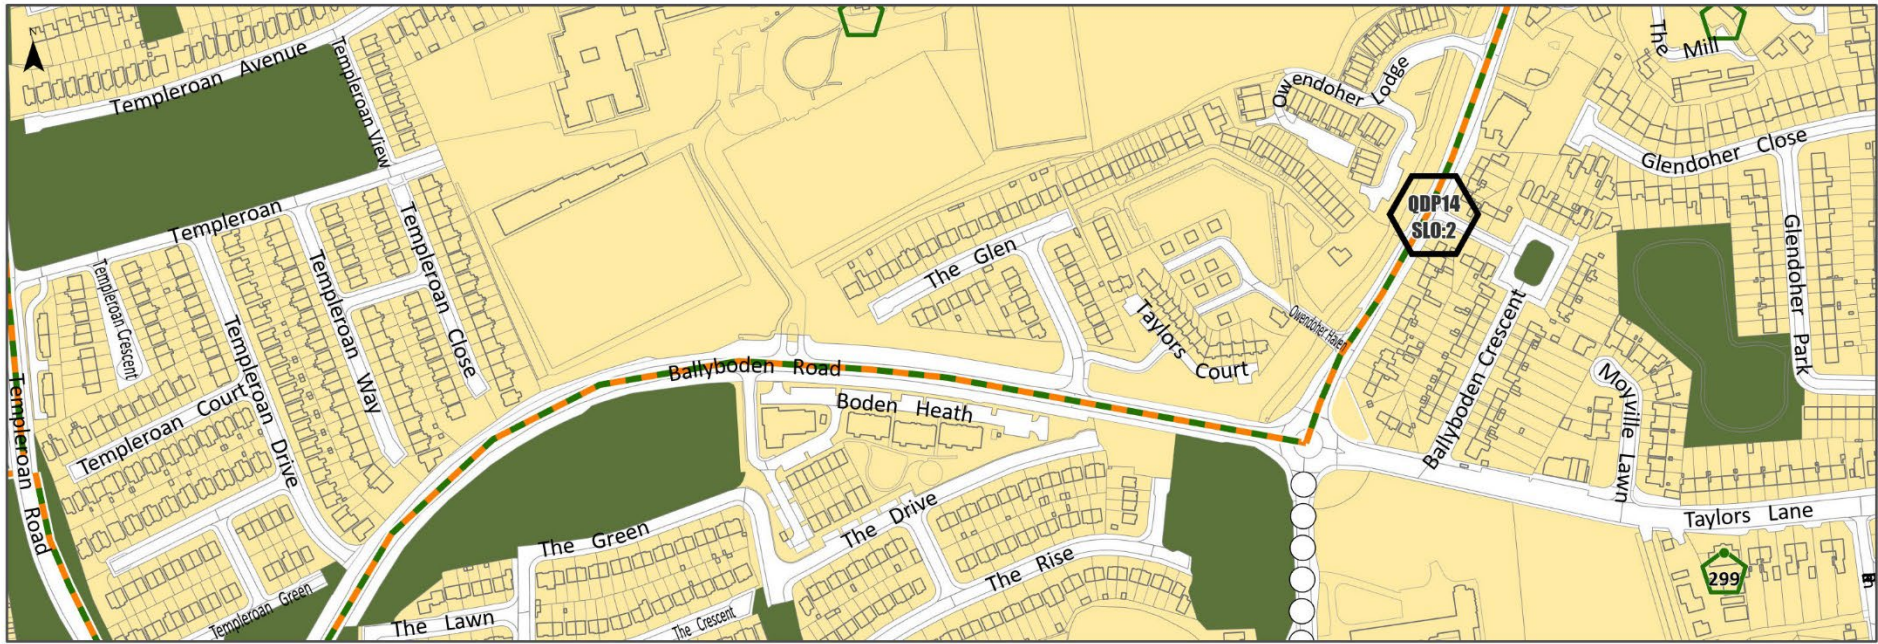 N
Templeroan Avenue
Templeroan View
The Mill
Owendoher Lodge
Glendoher Close
QDP14
SLO:2
Templeroan
Templeroan Close
The Glen
Glendoher Park
Templeroan Crescent
Templeroan Way
Taylors Court
Owendoher Haven
Ballyboden Crescent
Templeroan Drive
Ballyboden Road
Boden Heath
Moyville Lawn
Templeroan Road
Templeroan Court
The Drive
The Green
Taylors Lane
The Rise
299
Templeroan Green
The Lawn
The Crescent